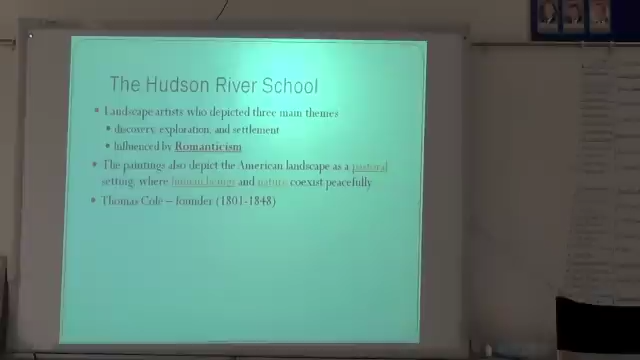 The Hudson River School
Landscape artists who depicted three main themes
discovery, exploration, and settlement
Influenced by Romanticism
The paintings also depict the American landscape as a pastoral
setting, where human beings and nature coexist peacefully
Thomas Cole – founder (1801-1848)